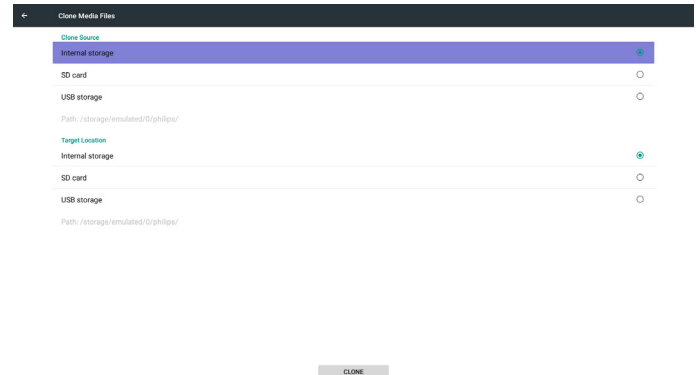 Clone Media Files
Clone Source
Internal storage
SD card
USB storage
Path: /storage/emulated/0/philips/
Target Location
Internal storage
SD card
USB storage
Path: /storage/emulated/0/philips/
CLONE